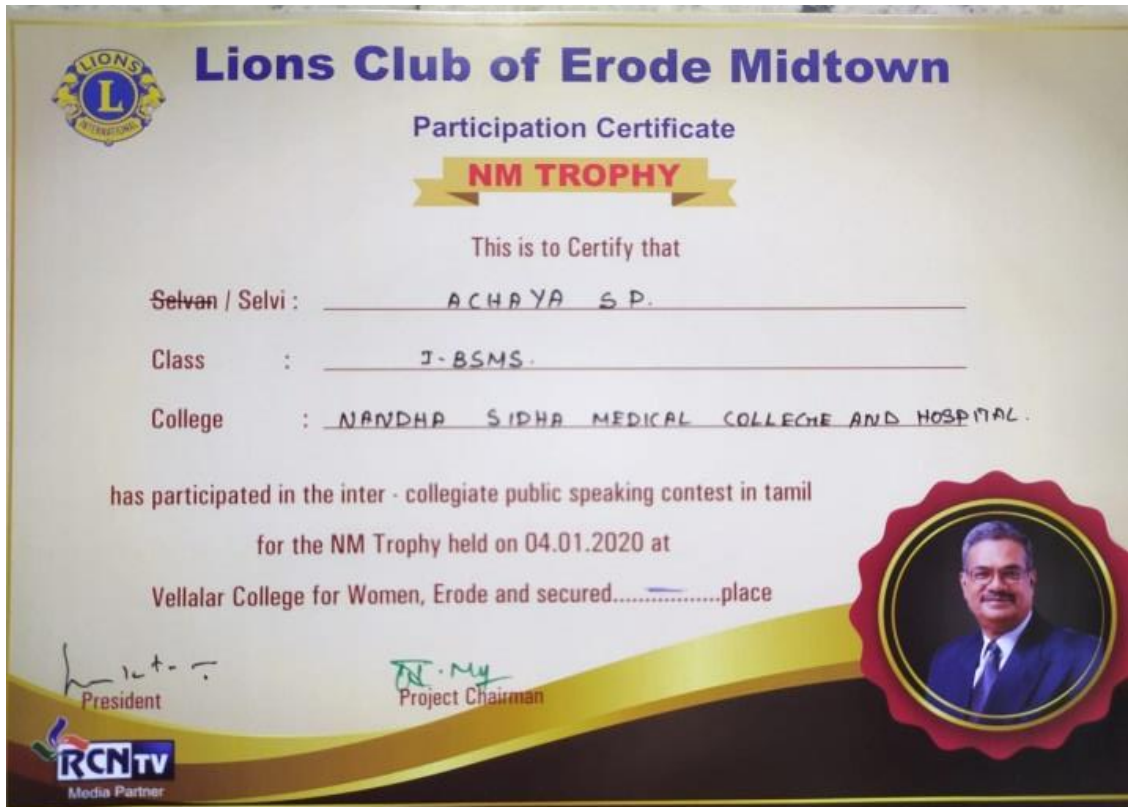 LIONS
L
INTERNATIONAL
Lions Club of Erode Midtown
Participation Certificate
NM TROPHY
This is to Certify that
Selvan / Selvi : ACHAYA S P.
Class : I - BSMS.
College : NANDHA SIDHA MEDICAL COLLEGHE AND HOSPITAL.
has participated in the inter - collegiate public speaking contest in tamil
for the NM Trophy held on 04.01.2020 at
Vellalar College for Women, Erode and secured.................place
President
Project Chairman
RCN TV
Media Partner